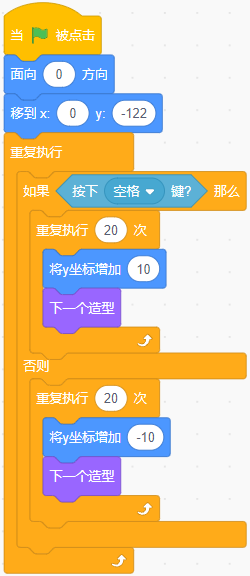 当 被点击
面向 0 方向
移到 x: 0 y: -122
重复执行
如果 按下 空格 键? 那么
重复执行 20 次
将y坐标增加 10
下一个造型
否则
重复执行 20 次
将y坐标增加 -10
下一个造型